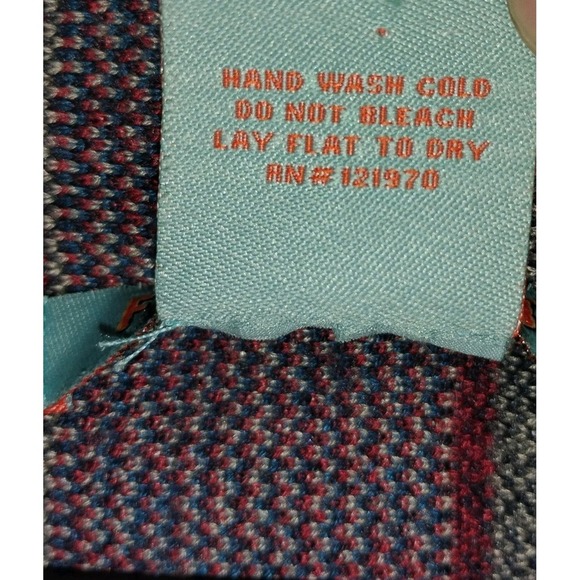 HAND WASH COLD
DO NOT BLEACH
LAY FLAT TO DRY
RN#121970